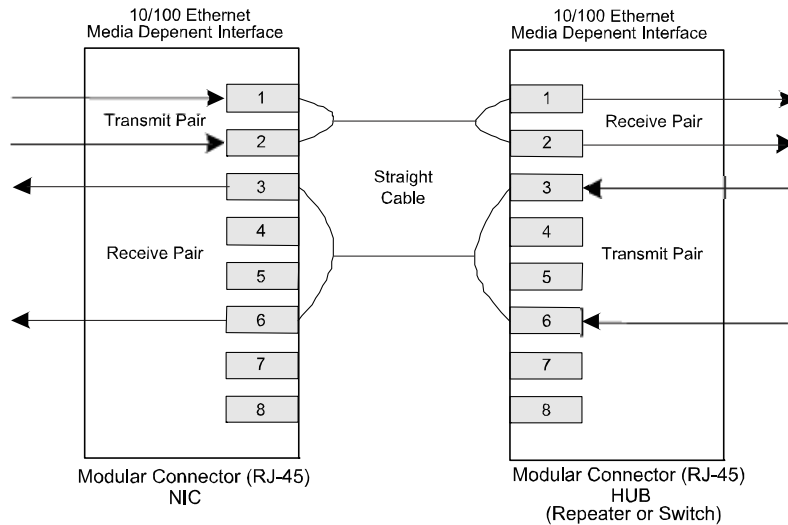 10/100 Ethernet
Media Depenent Interface
10/100 Ethernet
Media Depenent Interface
1
Transmit Pair
2
3
4
Receive Pair
5
6
7
8
Straight
Cable
1
Receive Pair
2
3
4
Transmit Pair
5
6
7
8
Modular Connector (RJ-45)
NIC
Modular Connector (RJ-45)
HUB
(Repeater or Switch)